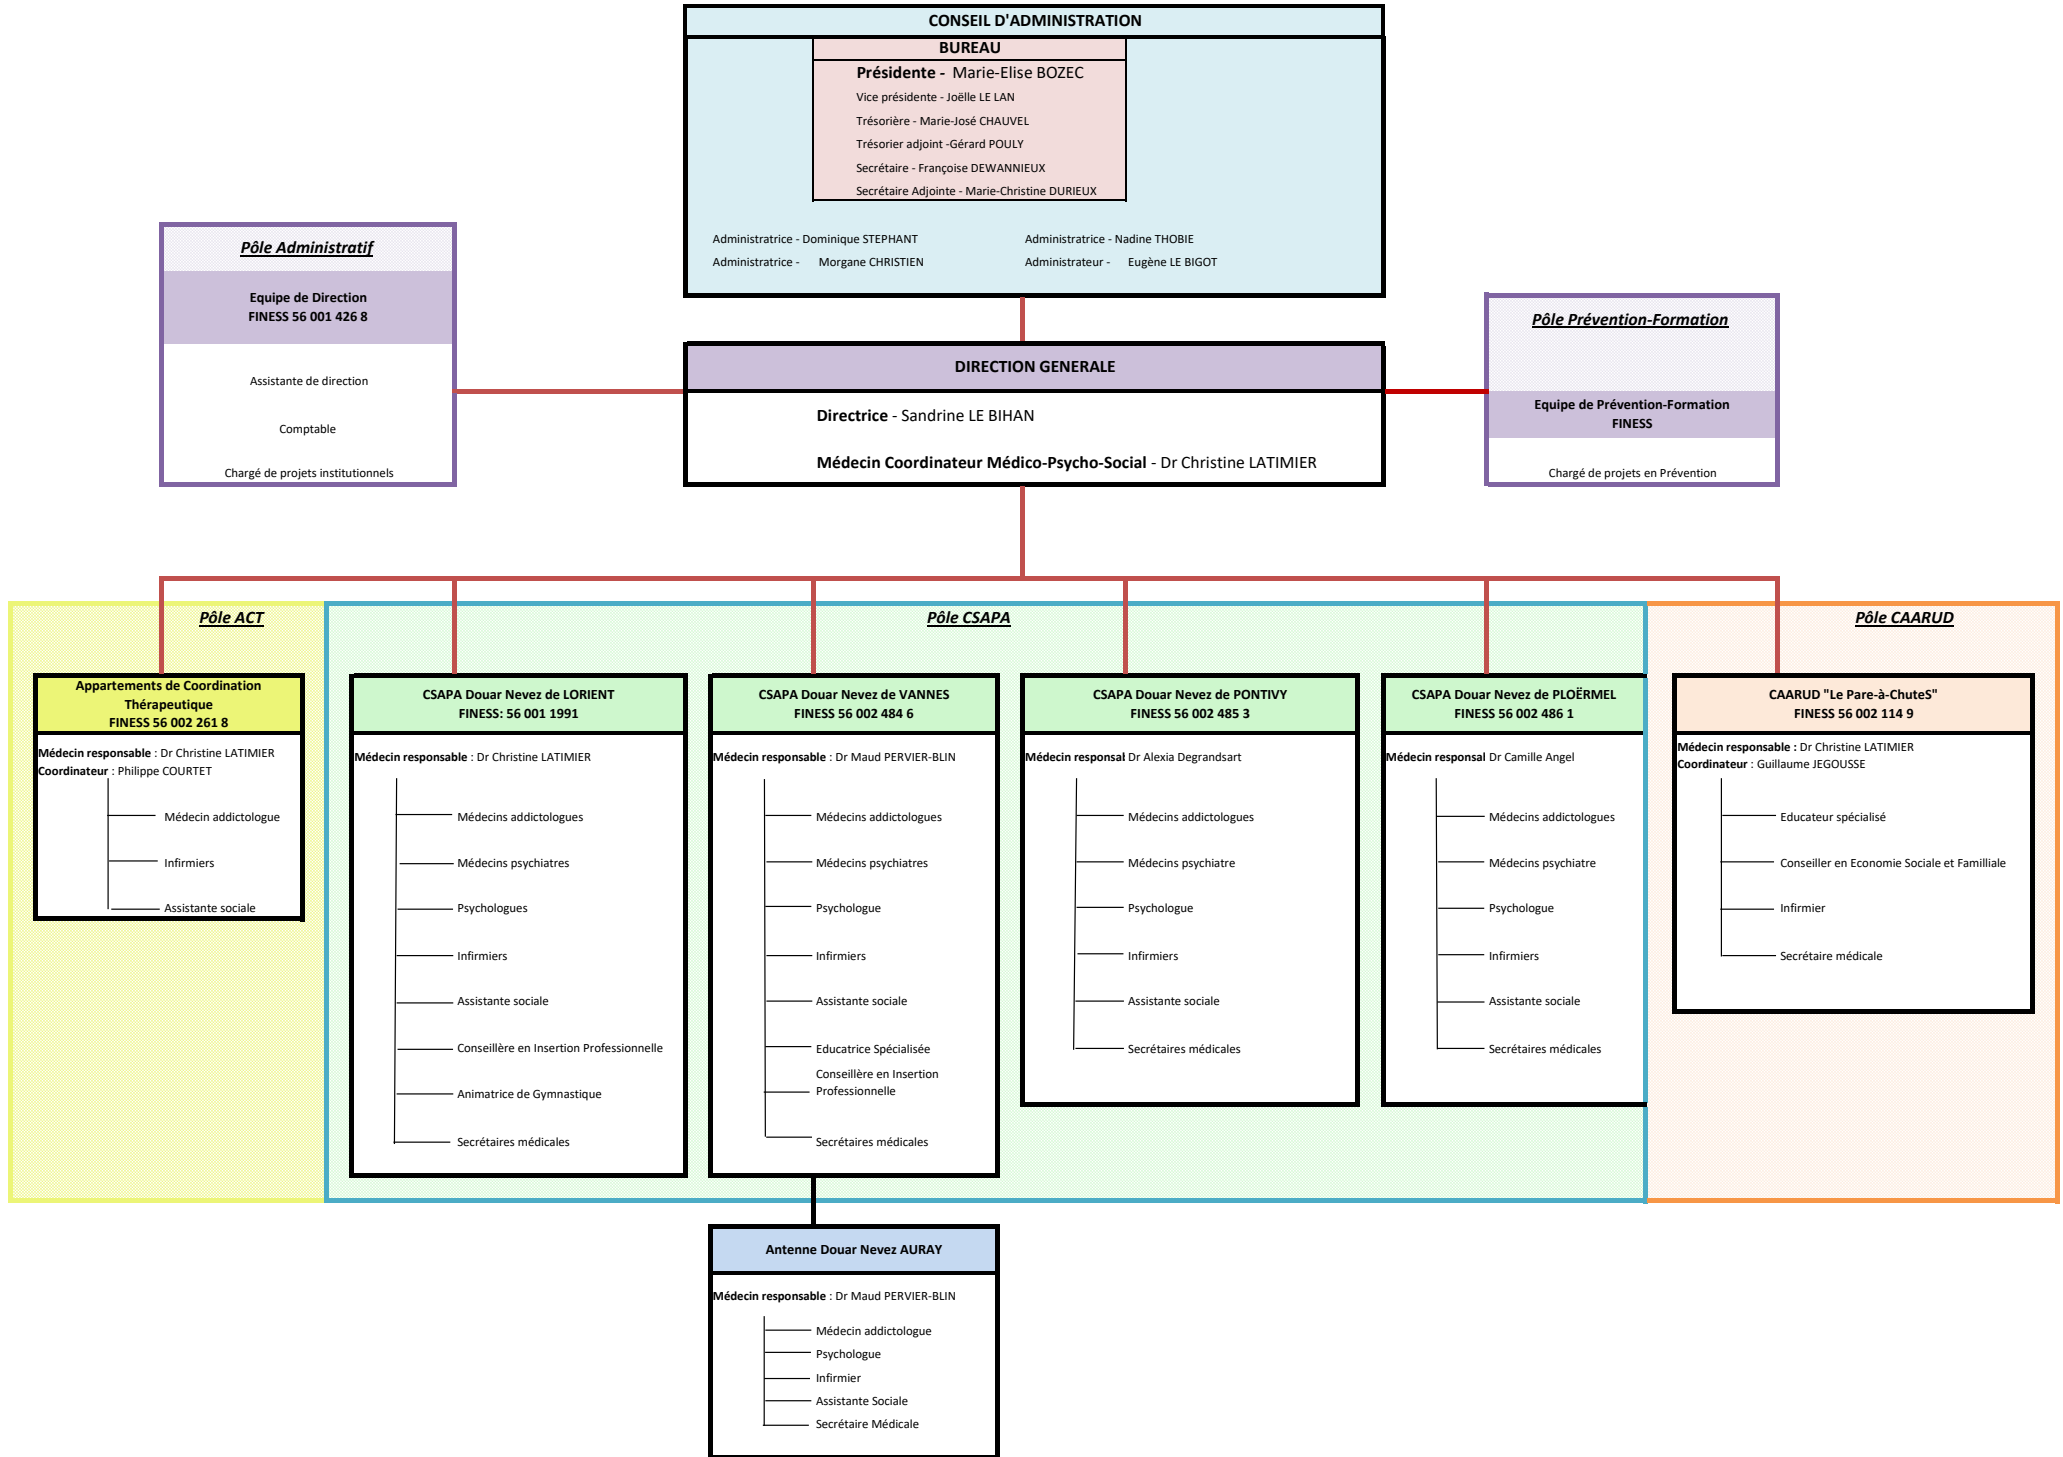 CONSEIL D'ADMINISTRATION
BUREAU
Présidente - Marie-Elise BOZEC
Vice présidente - Joëlle LE LAN
Trésorière - Marie-José CHAUVEL
Trésorier adjoint -Gérard POULY
Secrétaire - Françoise DEWANNIEUX
Secrétaire Adjointe - Marie-Christine DURIEUX
Administratrice - Dominique STEPHANT
Administratrice - Nadine THOBIE
Administratrice - Morgane CHRISTIEN
Administrateur - Eugène LE BIGOT
Pôle Administratif
Equipe de Direction
FINESS 56 001 426 8
Assistante de direction
Comptable
Chargé de projets institutionnels
DIRECTION GENERALE
Directrice - Sandrine LE BIHAN
Médecin Coordinateur Médico-Psycho-Social - Dr Christine LATIMIER
Pôle Prévention-Formation
Equipe de Prévention-Formation
FINESS
Chargé de projets en Prévention
Pôle ACT
Appartements de Coordination
Thérapeutique
FINESS 56 002 261 8
Médecin responsable : Dr Christine LATIMIER
Coordinateur : Philippe COURTET
Médecin addictologue
Infirmiers
Assistante sociale
Pôle CSAPA
CSAPA Douar Nevez de LORIENT
FINESS: 56 001 1991
Médecin responsable : Dr Christine LATIMIER
Médecins addictologues
Médecins psychiatres
Psychologues
Infirmiers
Assistante sociale
Conseillère en Insertion Professionnelle
Animatrice de Gymnastique
Secrétaires médicales
CSAPA Douar Nevez de VANNES
FINESS 56 002 484 6
Médecin responsable : Dr Maud PERVIER-BLIN
Médecins addictologues
Médecins psychiatres
Psychologue
Infirmiers
Assistante sociale
Educatrice Spécialisée
Conseillère en Insertion
Professionnelle
Secrétaires médicales
CSAPA Douar Nevez de PONTIVY
FINESS 56 002 485 3
Médecin responsal Dr Alexia Degrandsart
Médecins addictologues
Médecins psychiatre
Psychologue
Infirmiers
Assistante sociale
Secrétaires médicales
CSAPA Douar Nevez de PLOËRMEL
FINESS 56 002 486 1
Médecin responsal Dr Camille Angel
Médecins addictologues
Médecins psychiatre
Psychologue
Infirmiers
Assistante sociale
Secrétaires médicales
Pôle CAARUD
CAARUD "Le Pare-à-ChuteS"
FINESS 56 002 114 9
Médecin responsable : Dr Christine LATIMIER
Coordinateur : Guillaume JEGOUSSE
Educateur spécialisé
Conseiller en Economie Sociale et Familliale
Infirmier
Secrétaire médicale
Antenne Douar Nevez AURAY
Médecin responsable : Dr Maud PERVIER-BLIN
Médecin addictologue
Psychologue
Infirmier
Assistante Sociale
Secrétaire Médicale